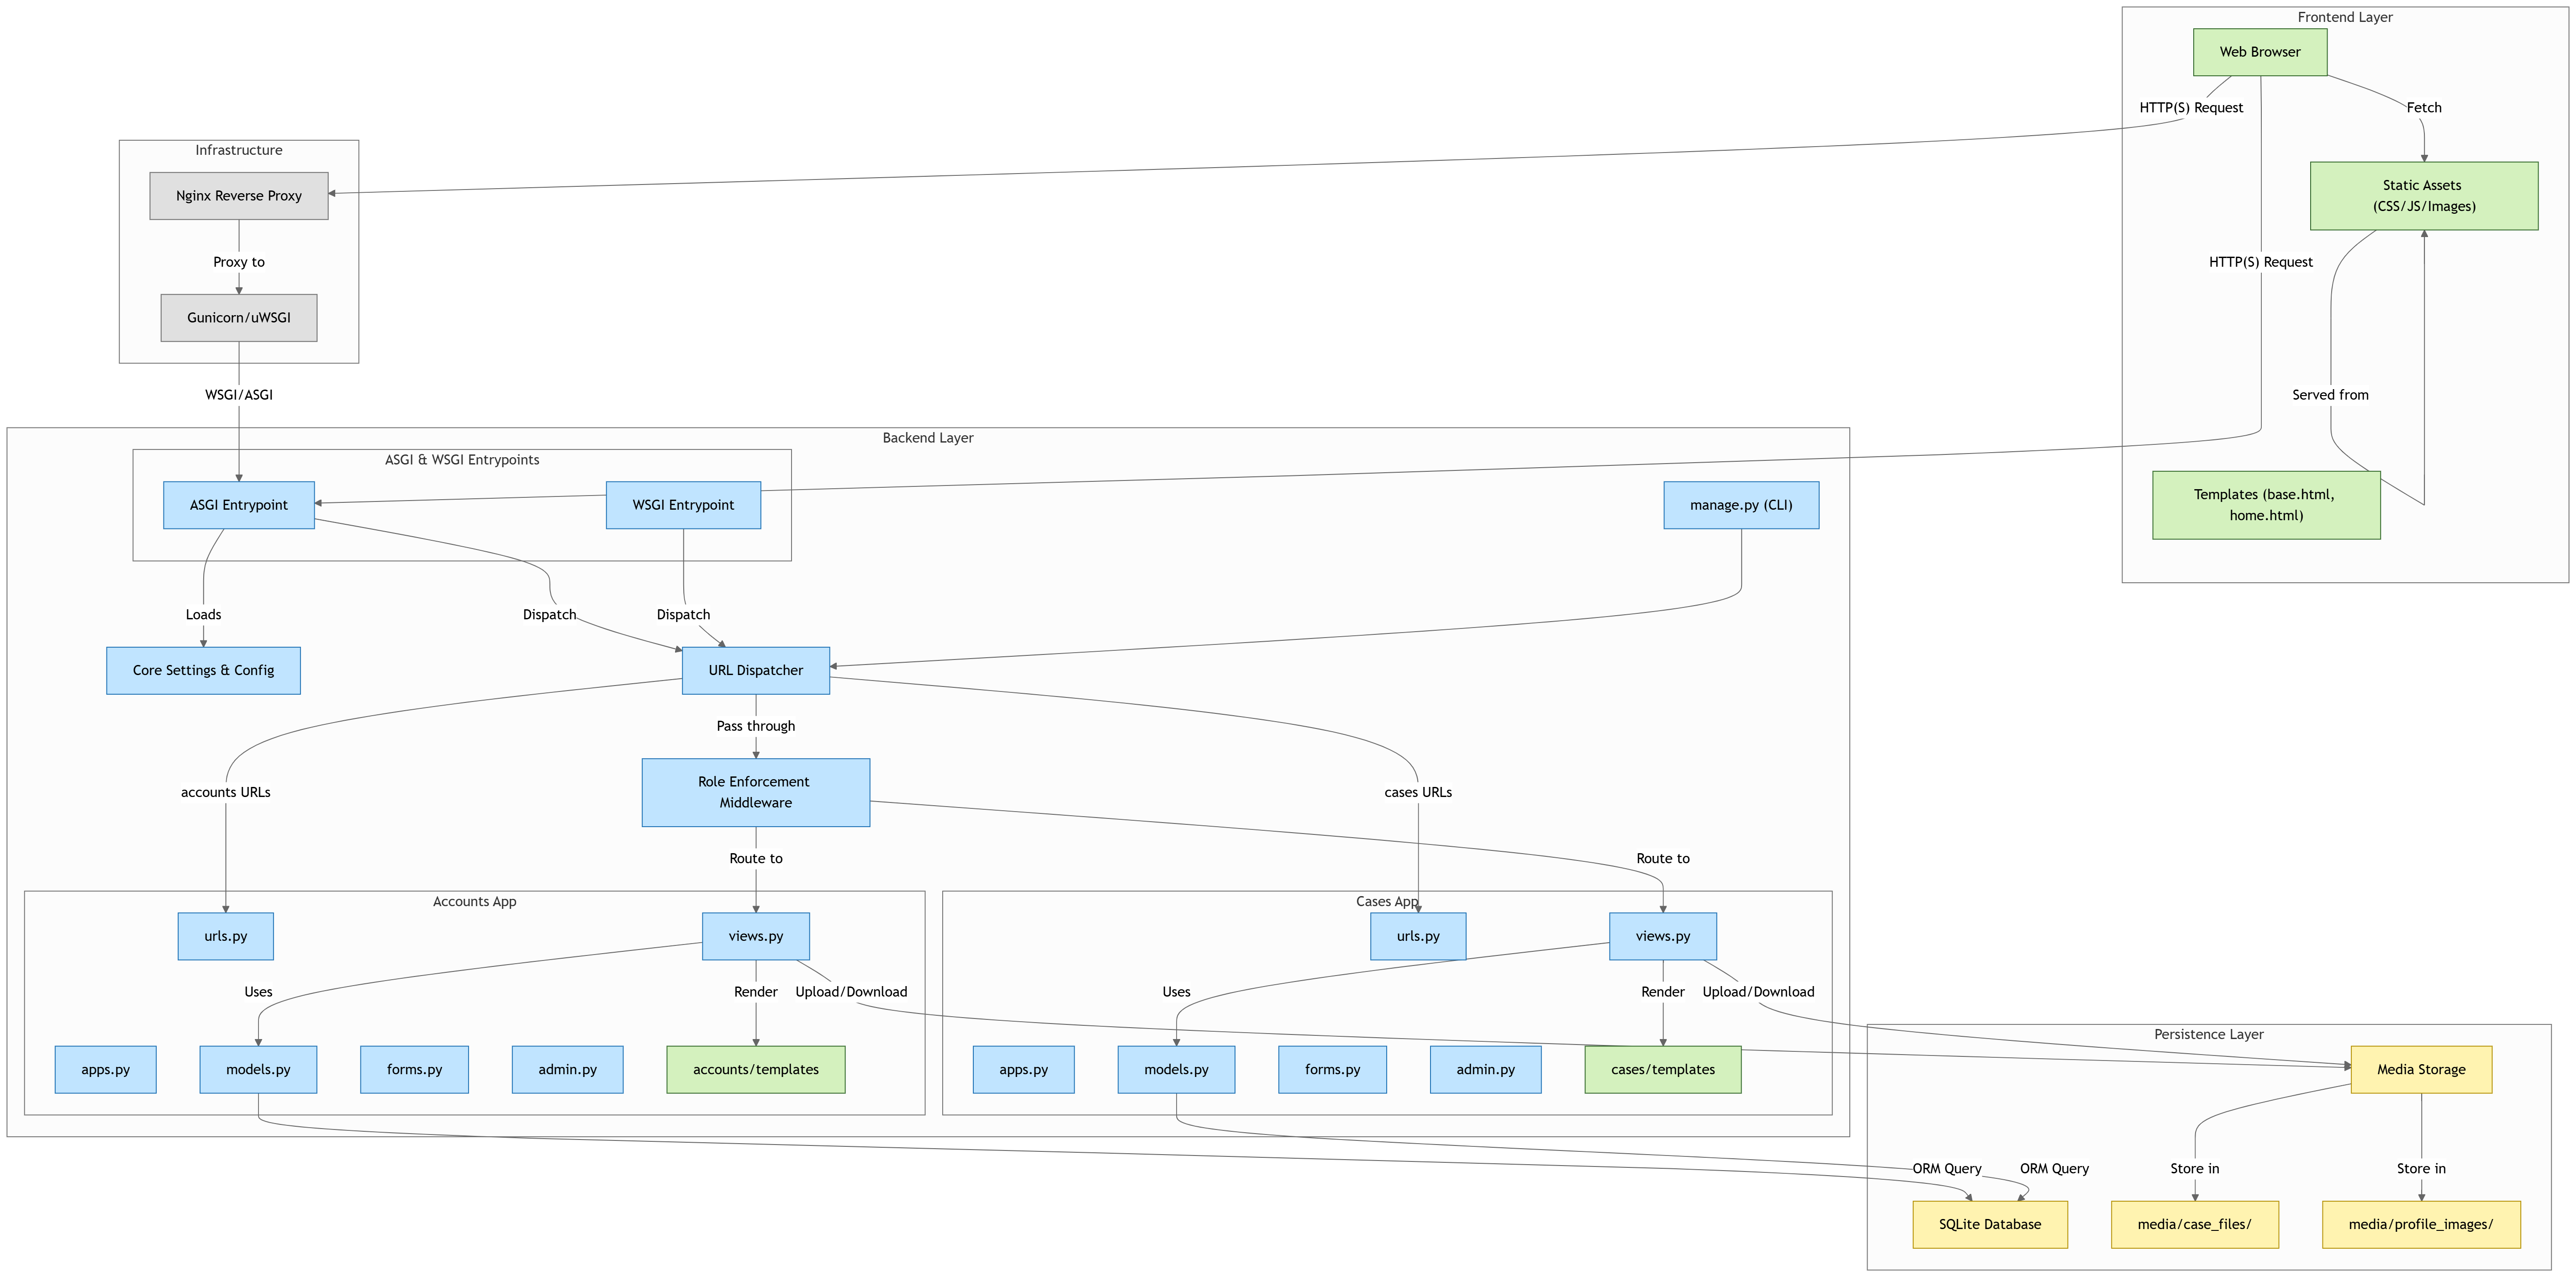 Frontend Layer
Web Browser
HTTP(S) Request
Fetch
Infrastructure
Nginx Reverse Proxy
Static Assets
(CSS/JS/Images)
Proxy to
HTTP(S) Request
Gunicorn/uWSGI
WSGI/ASGI
Served from
Backend Layer
ASGI & WSGI Entrypoints
ASGI Entrypoint
WSGI Entrypoint
manage.py (CLI)
Templates (base.html,
home.html)
Loads
Dispatch
Dispatch
Core Settings & Config
URL Dispatcher
Pass through
Role Enforcement
Middleware
accounts URLs
cases URLs
Route to
Route to
Accounts App
urls.py
views.py
Cases App
urls.py
views.py
Uses
Render
Upload/Download
Uses
Render
Upload/Download
apps.py
models.py
forms.py
admin.py
accounts/templates
apps.py
models.py
forms.py
admin.py
cases/templates
Persistence Layer
Media Storage
ORM Query
ORM Query
Store in
Store in
SQLite Database
media/case_files/
media/profile_images/